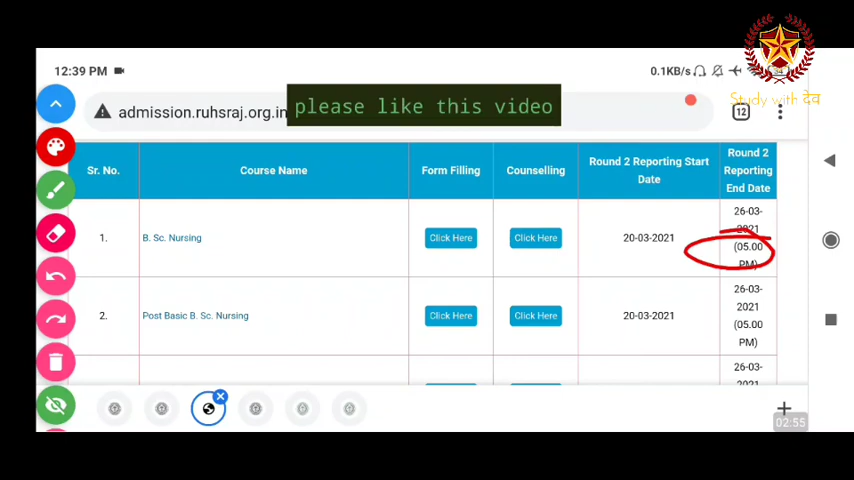 12:39 PM
0.1KB/s
34
please like this video
Study with देव
admission.ruhsraj.org.in
12
Sr. No.
Course Name
Form Filling
Counselling
Round 2 Reporting Start
Date
Round 2
Reporting
End Date
1.
B. Sc. Nursing
Click Here
Click Here
20-03-2021
26-03-
2021
(05.00
PM)
2.
Post Basic B. Sc. Nursing
Click Here
Click Here
20-03-2021
26-03-
2021
(05.00
PM)
26-03-
2021
02:55